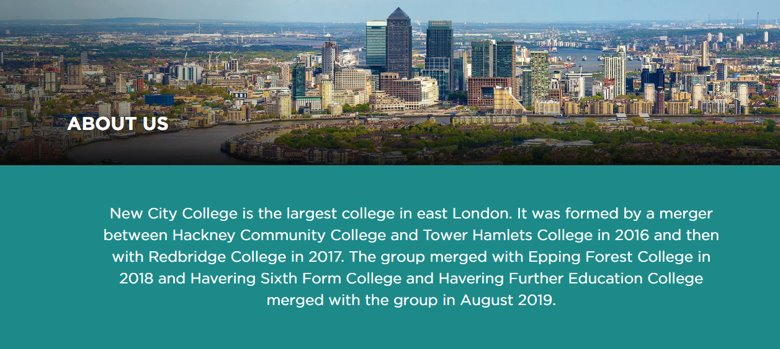 ABOUT US
New City College is the largest college in east London. It was formed by a merger
between Hackney Community College and Tower Hamlets College in 2016 and then
with Redbridge College in 2017. The group merged with Epping Forest College in
2018 and Havering Sixth Form College and Havering Further Education College
merged with the group in August 2019.